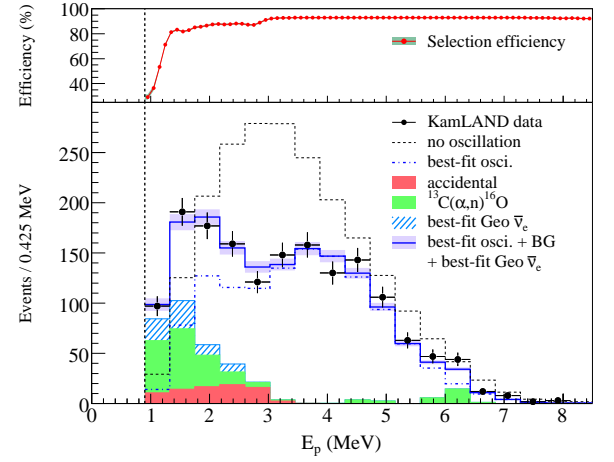 Efficiency (%)
80
60
40
Selection efficiency
Events / 0.425 MeV
250
200
150
100
50
0
KamLAND data
no oscillation
best-fit osci.
accidental
¹³C(α,n)¹⁶O
best-fit Geo ν̅ₑ
best-fit osci. + BG
+ best-fit Geo ν̅ₑ
0 1 2 3 4 5 6 7 8
Eₚ (MeV)